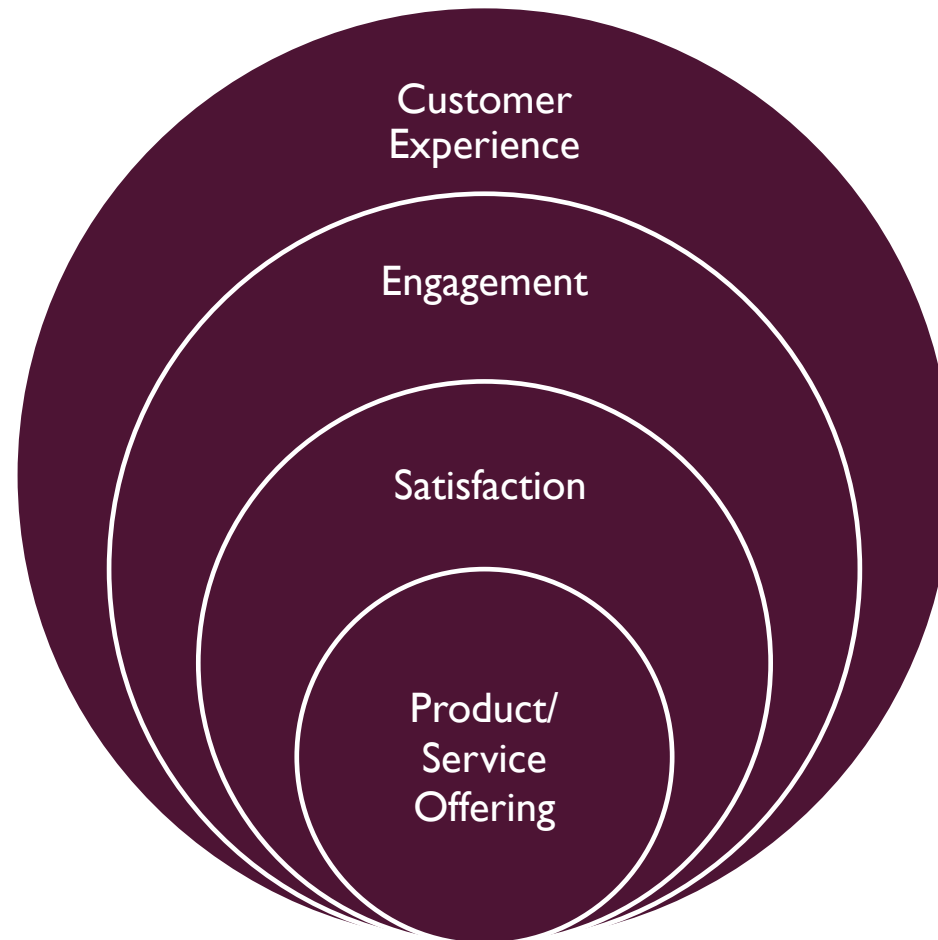 Customer
Experience
Engagement
Satisfaction
Product/
Service
Offering